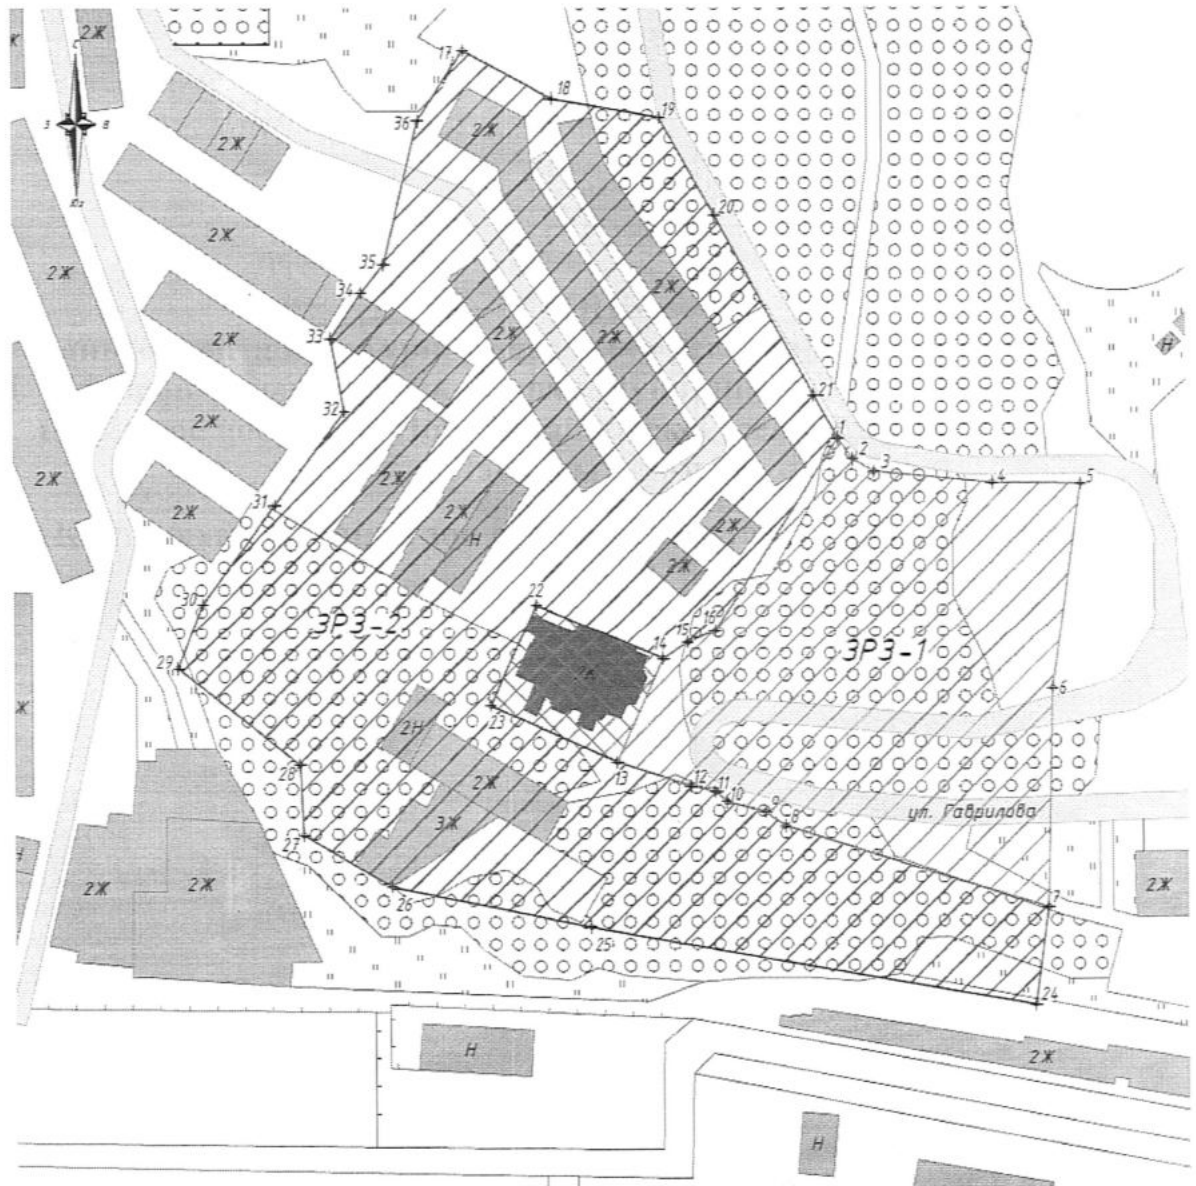 Ж
2Ж
С
З
В
Ю
2Ж
2Ж
2Ж
2Ж
2Ж
2Ж
2Ж
2Ж
17
18
19
36
2Ж
20
35
34
33
32
2Ж
2Ж
2Ж
21
1
2
3
4
5
Н
31
2Ж
2Ж
Н
2Ж
2Ж
30
29
ЗРЗ-2
22
14
15
16
ЗРЗ-1
6
23
2Н
2Ж
3Ж
13
12
11
10
9
8
ул. Гаврилова
7
Ж
28
27
26
25
24
Н
2Ж
2Ж
2Ж
Н
2Ж
Н